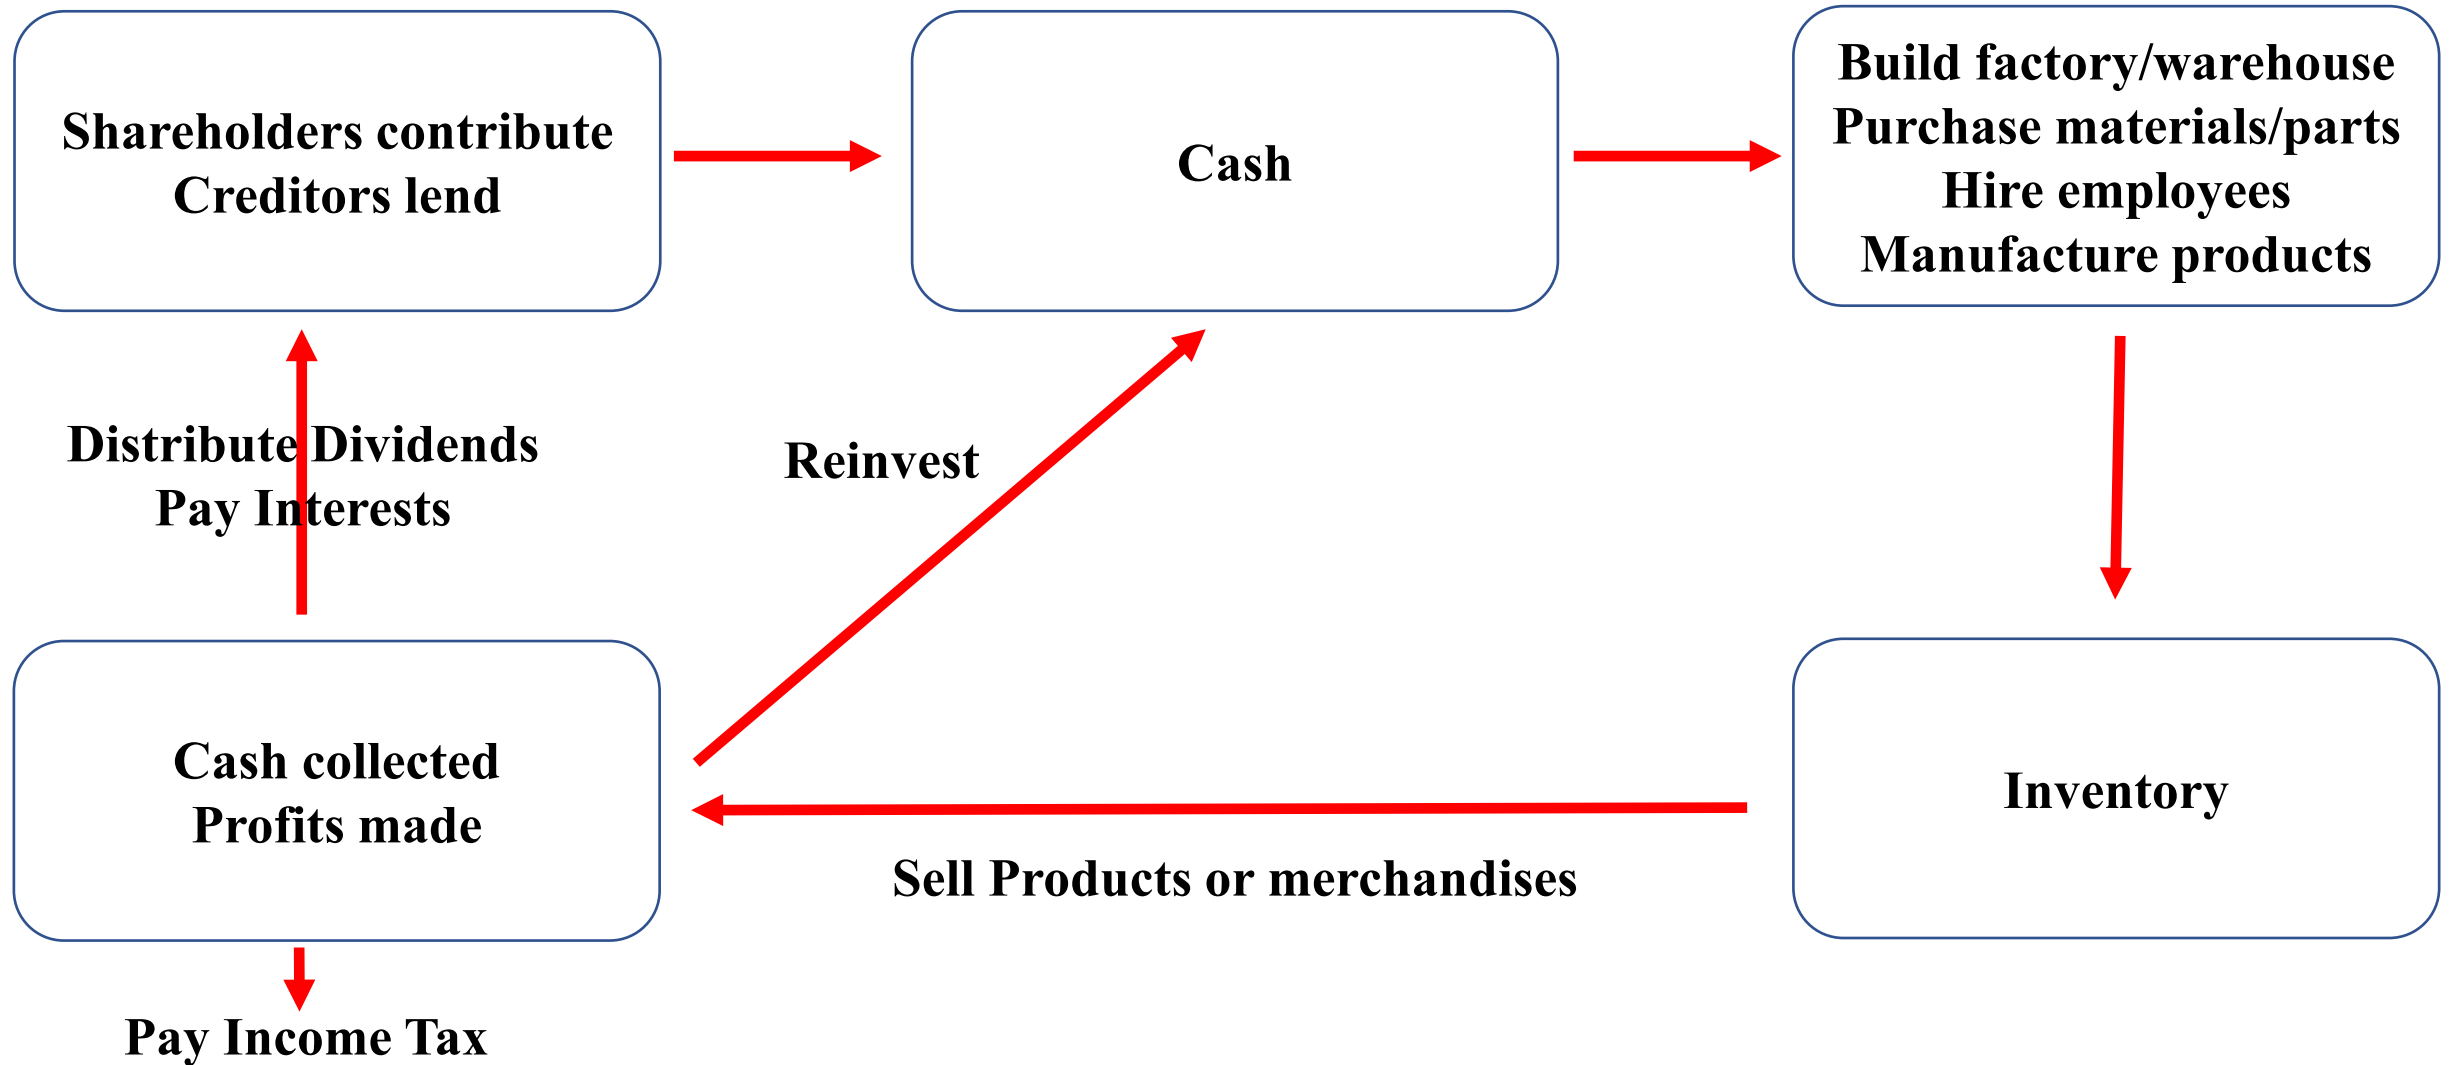 Shareholders contribute
Creditors lend
Cash
Build factory/warehouse
Purchase materials/parts
Hire employees
Manufacture products
Distribute Dividends
Pay Interests
Reinvest
Cash collected
Profits made
Inventory
Sell Products or merchandises
Pay Income Tax